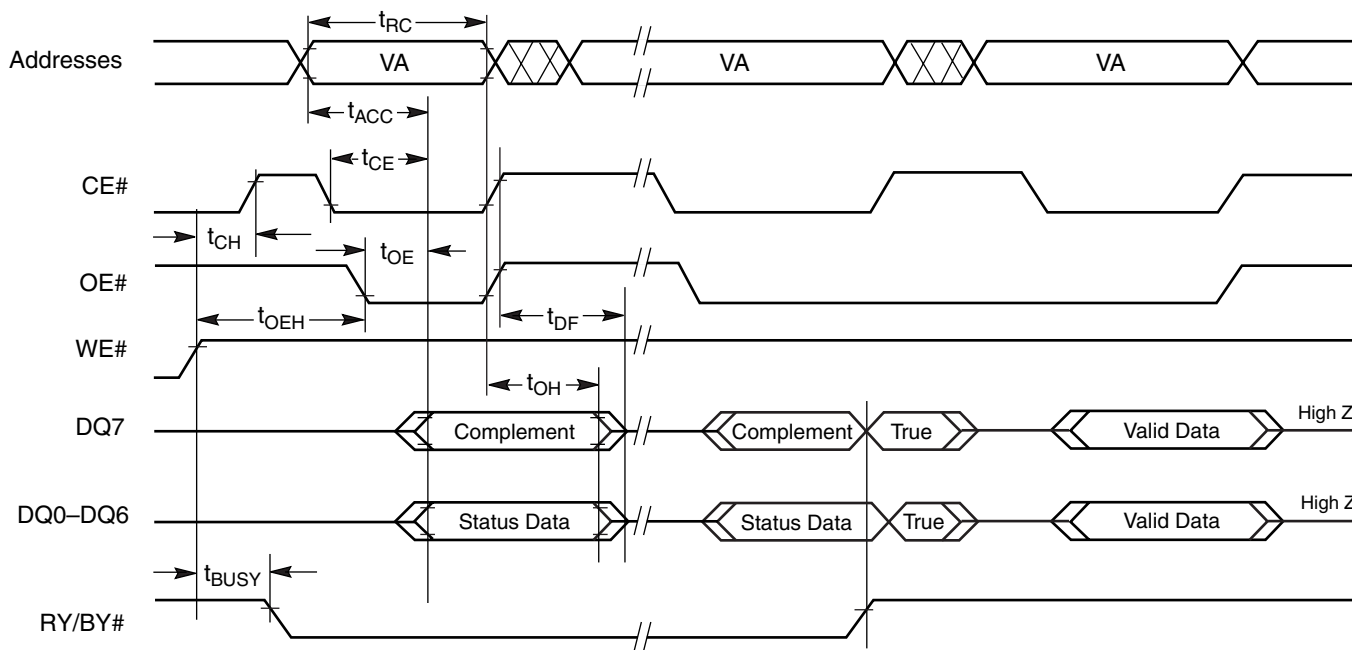 tRC
Addresses VA VA VA
tACC
tCE
CE#
tCH tOE
OE#
tOEH tDF
WE#
tOH
DQ7 Complement Complement True Valid Data High Z
DQ0–DQ6 Status Data Status Data True Valid Data High Z
tBUSY
RY/BY#